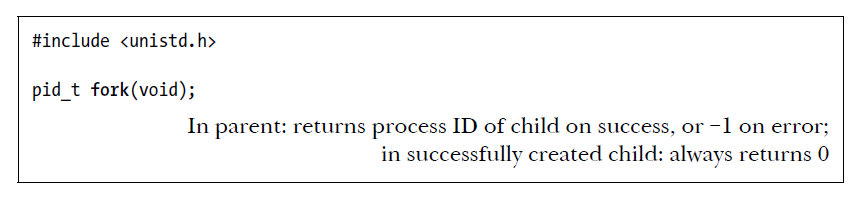 #include <unistd.h>
pid_t fork(void);
In parent: returns process ID of child on success, or −1 on error;
in successfully created child: always returns 0